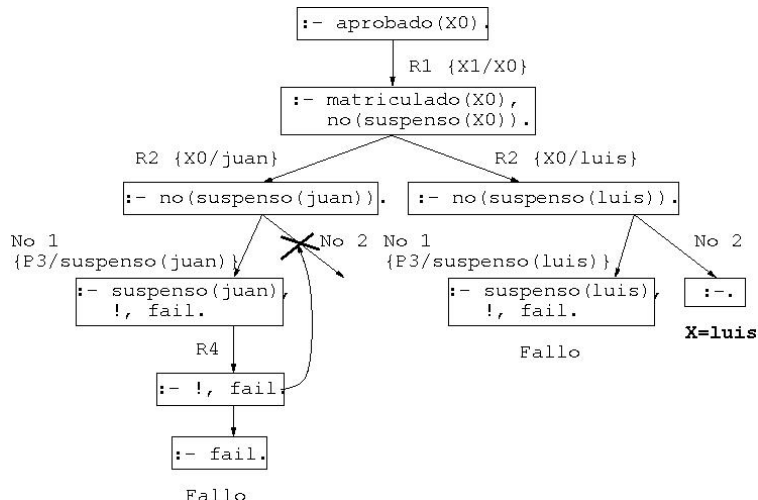 :- aprobado(X0).
R1 {X1/X0}
:- matriculado(X0),
no(suspenso(X0)).
R2 {X0/juan}
R2 {X0/luis}
:- no(suspenso(juan)).
:- no(suspenso(luis)).
No 1
{P3/suspenso(juan)}
No 2
No 1
{P3/suspenso(luis)}
No 2
:- suspenso(juan),
!, fail.
:- suspenso(luis),
!, fail.
:-.
X=luis
R4
Fallo
:- !, fail.
:- fail.
Fallo